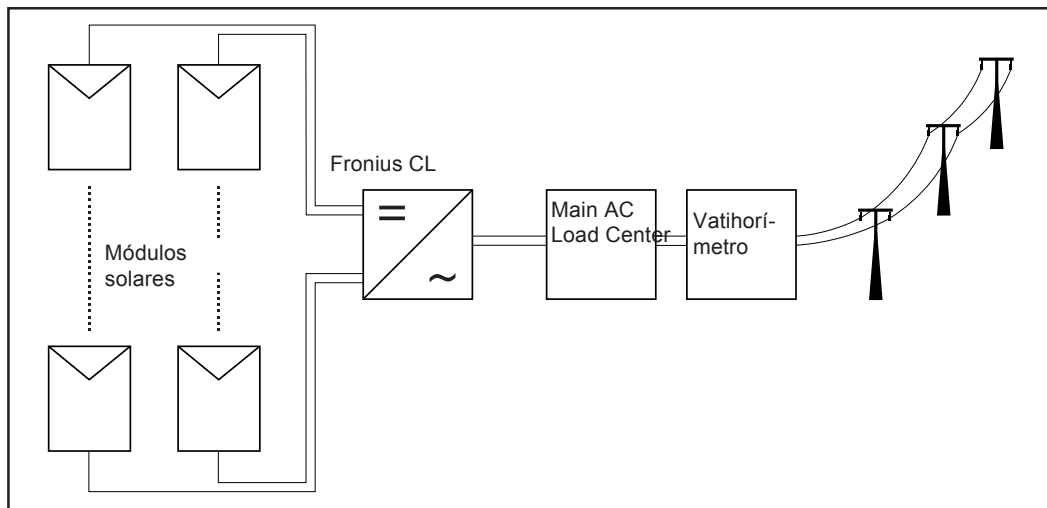 Fronius CL
=
~
Main AC
Load Center
Vatihorí-
metro
Módulos
solares